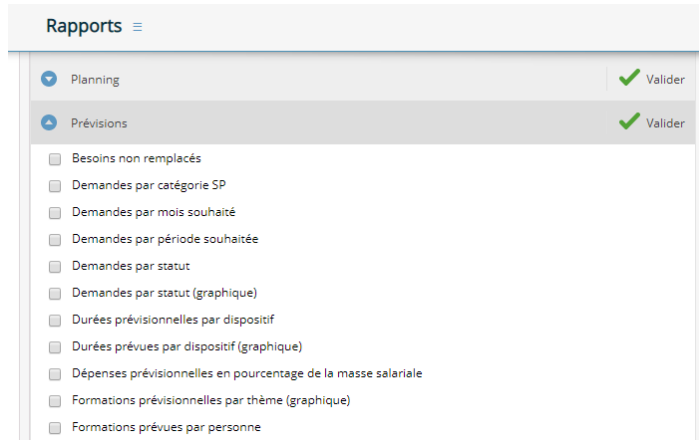 Rapports
Planning Valider
Prévisions Valider
Besoins non remplacés
Demandes par catégorie SP
Demandes par mois souhaité
Demandes par période souhaitée
Demandes par statut
Demandes par statut (graphique)
Durées prévisionnelles par dispositif
Durées prévues par dispositif (graphique)
Dépenses prévisionnelles en pourcentage de la masse salariale
Formations prévisionnelles par thème (graphique)
Formations prévues par personne